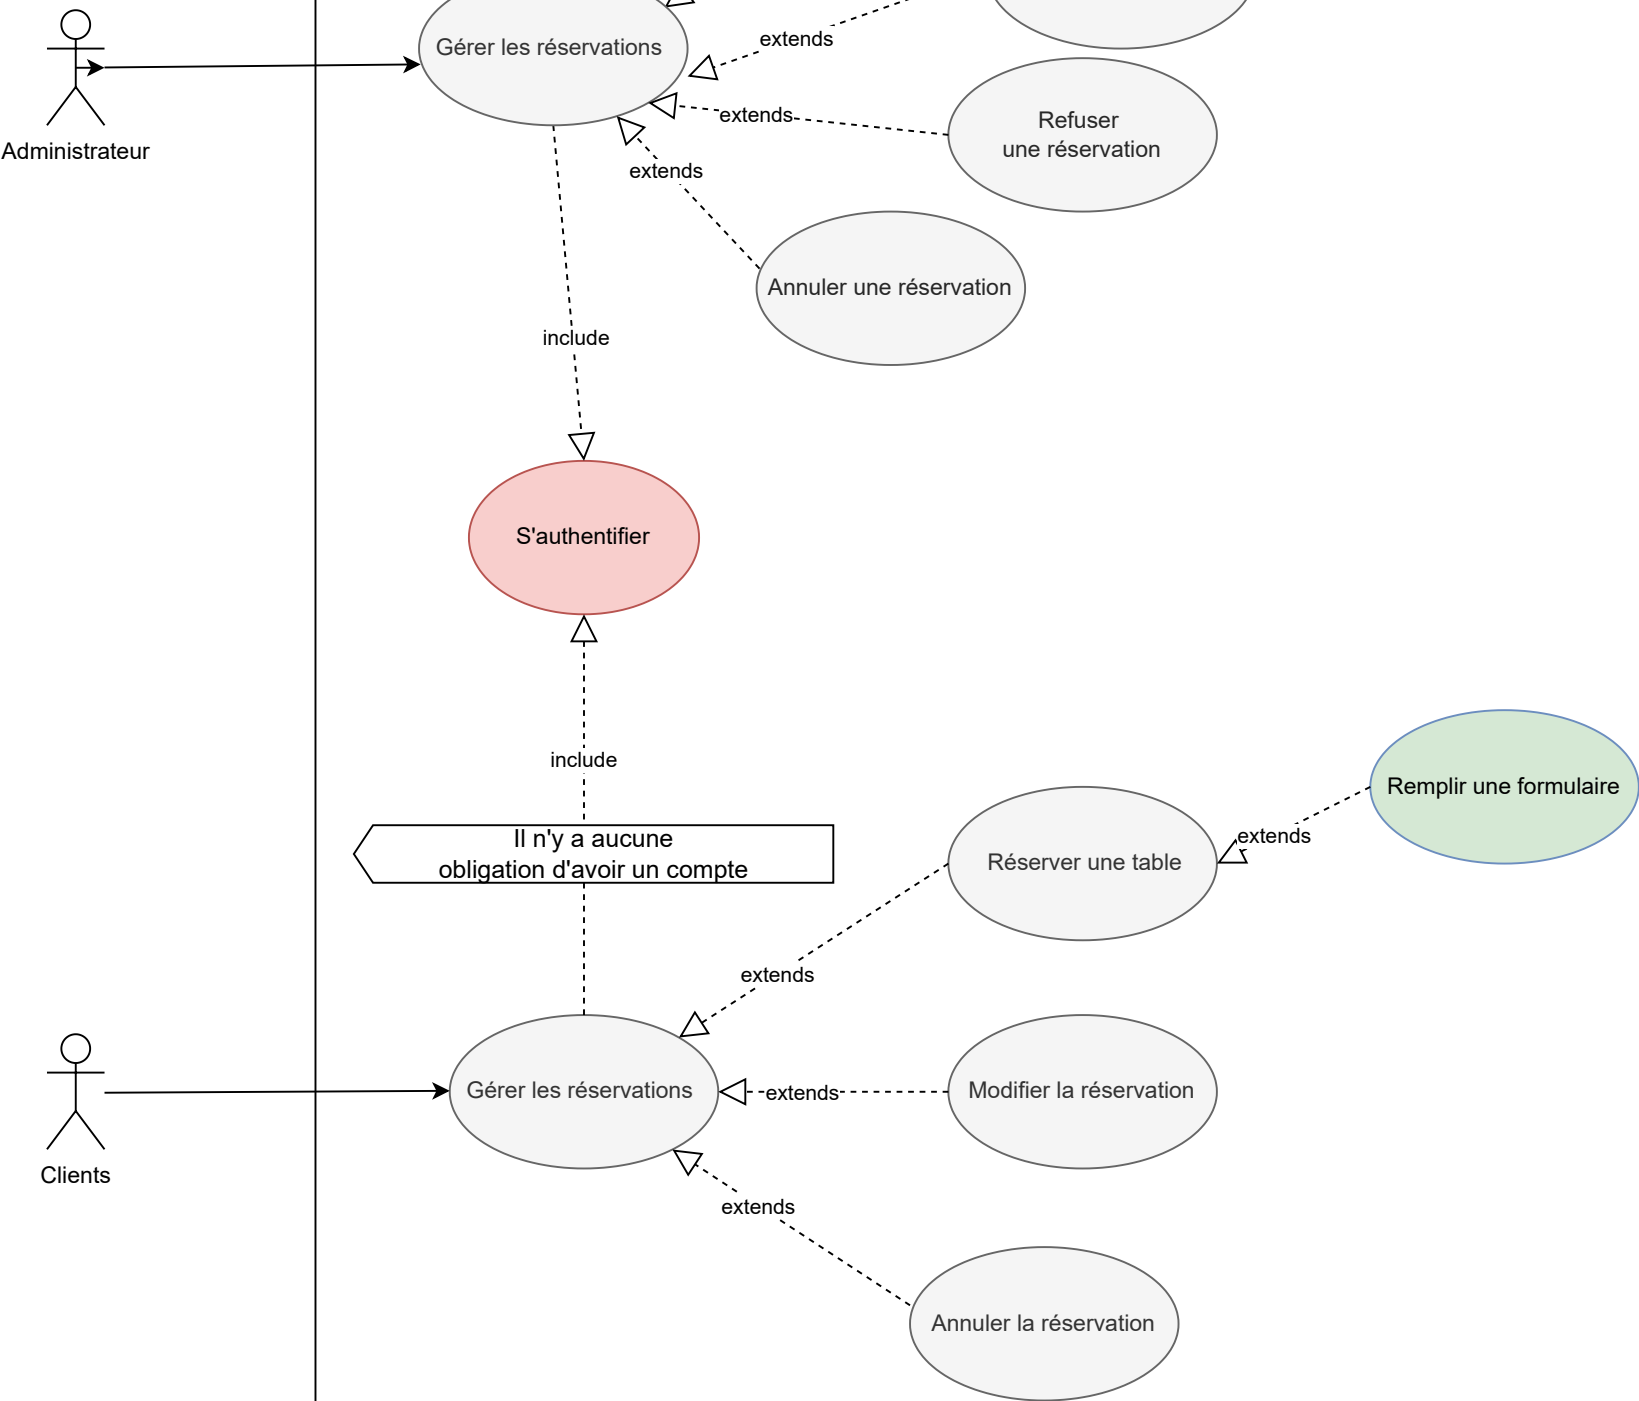 Gérer les réservations
extends
extends
Refuser
une réservation
Administrateur
extends
Annuler une réservation
include
S'authentifier
include
Remplir une formulaire
extends
Il n'y a aucune
obligation d'avoir un compte
Réserver une table
extends
Gérer les réservations
extends
Modifier la réservation
Clients
extends
Annuler la réservation